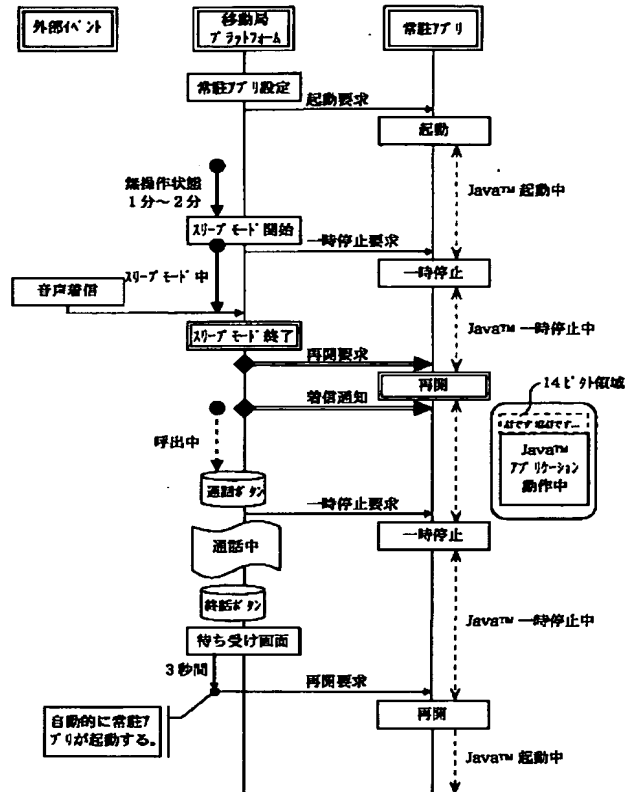 外部イベント
移動局
プラットフォーム
常駐アプリ
常駐アプリ設定
起動要求
起動
Java™ 起動中
無操作状態
1分～2分
スリープモード開始
一時停止要求
一時停止
スリープモード中
音声着信
Java™ 一時停止中
スリープモード終了
再開要求
再開
14ビクト領域
着信通知
Java™
アプリケーション
動作中
呼出中
通話ボタン
一時停止要求
一時停止
通話中
終話ボタン
Java™ 一時停止中
待ち受け画面
3秒間
再開要求
再開
自動的に常駐ア
プリが起動する。
Java™ 起動中